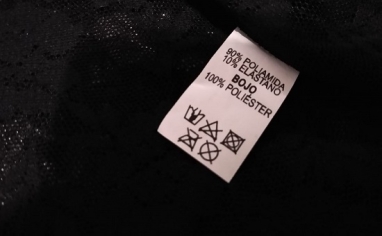 90% POLIAMIDA
10% ELASTANO
BOJO
100% POLIÉSTER